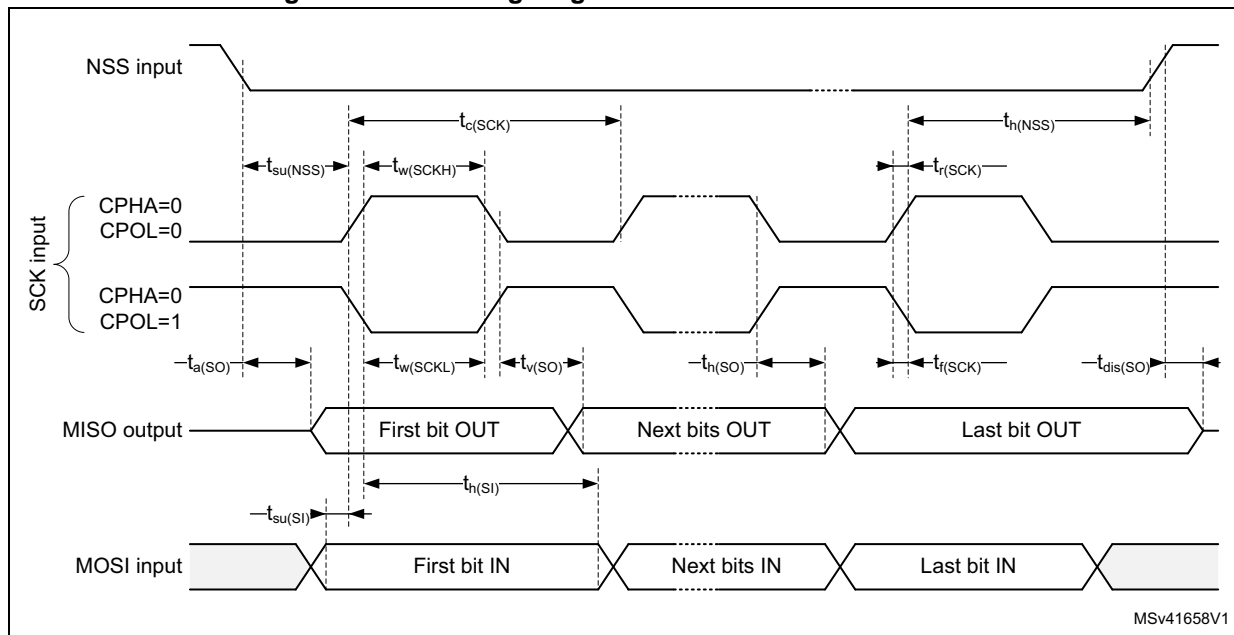 NSS input
tc(SCK)
th(NSS)
tsu(NSS)
tw(SCKH)
tr(SCK)
SCK input
CPHA=0
CPOL=0
CPHA=0
CPOL=1
ta(SO)
tw(SCKL)
tv(SO)
th(SO)
tf(SCK)
tdis(SO)
MISO output
First bit OUT
Next bits OUT
Last bit OUT
th(SI)
tsu(SI)
MOSI input
First bit IN
Next bits IN
Last bit IN
MSv41658V1